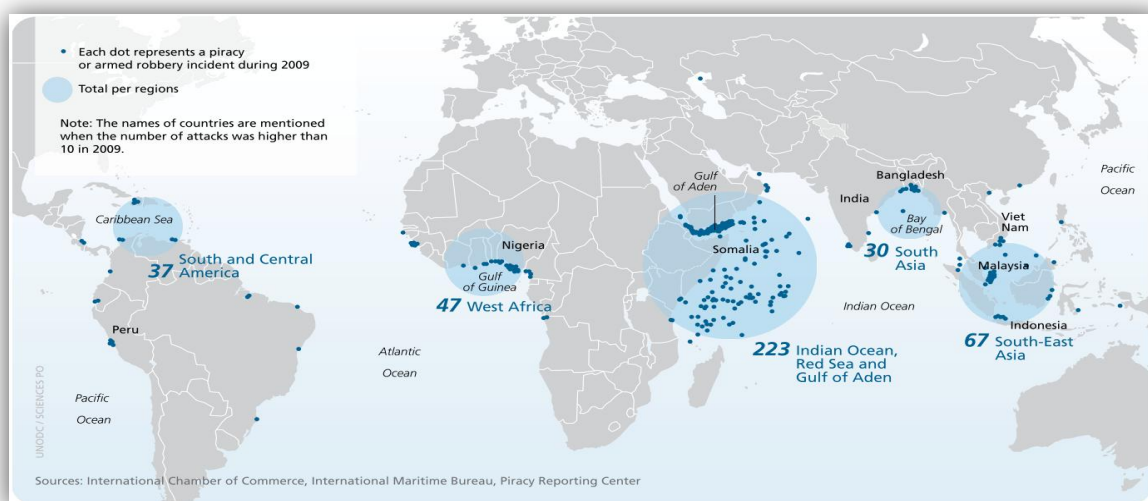 Each dot represents a piracy
or armed robbery incident during 2009
Total per regions
Note: The names of countries are mentioned
when the number of attacks was higher than
10 in 2009.
Caribbean Sea
37 South and Central
America
Peru
Pacific
Ocean
Atlantic
Ocean
Nigeria
Gulf
of Guinea
47 West Africa
Gulf
of Aden
Somalia
223 Indian Ocean,
Red Sea and
Gulf of Aden
Indian Ocean
India
Bangladesh
Bay
of Bengal
30 South
Asia
Viet
Nam
Malaysia
Indonesia
67 South-East
Asia
Pacific
Ocean
UNODC / SCIENCES PO
Sources: International Chamber of Commerce, International Maritime Bureau, Piracy Reporting Center